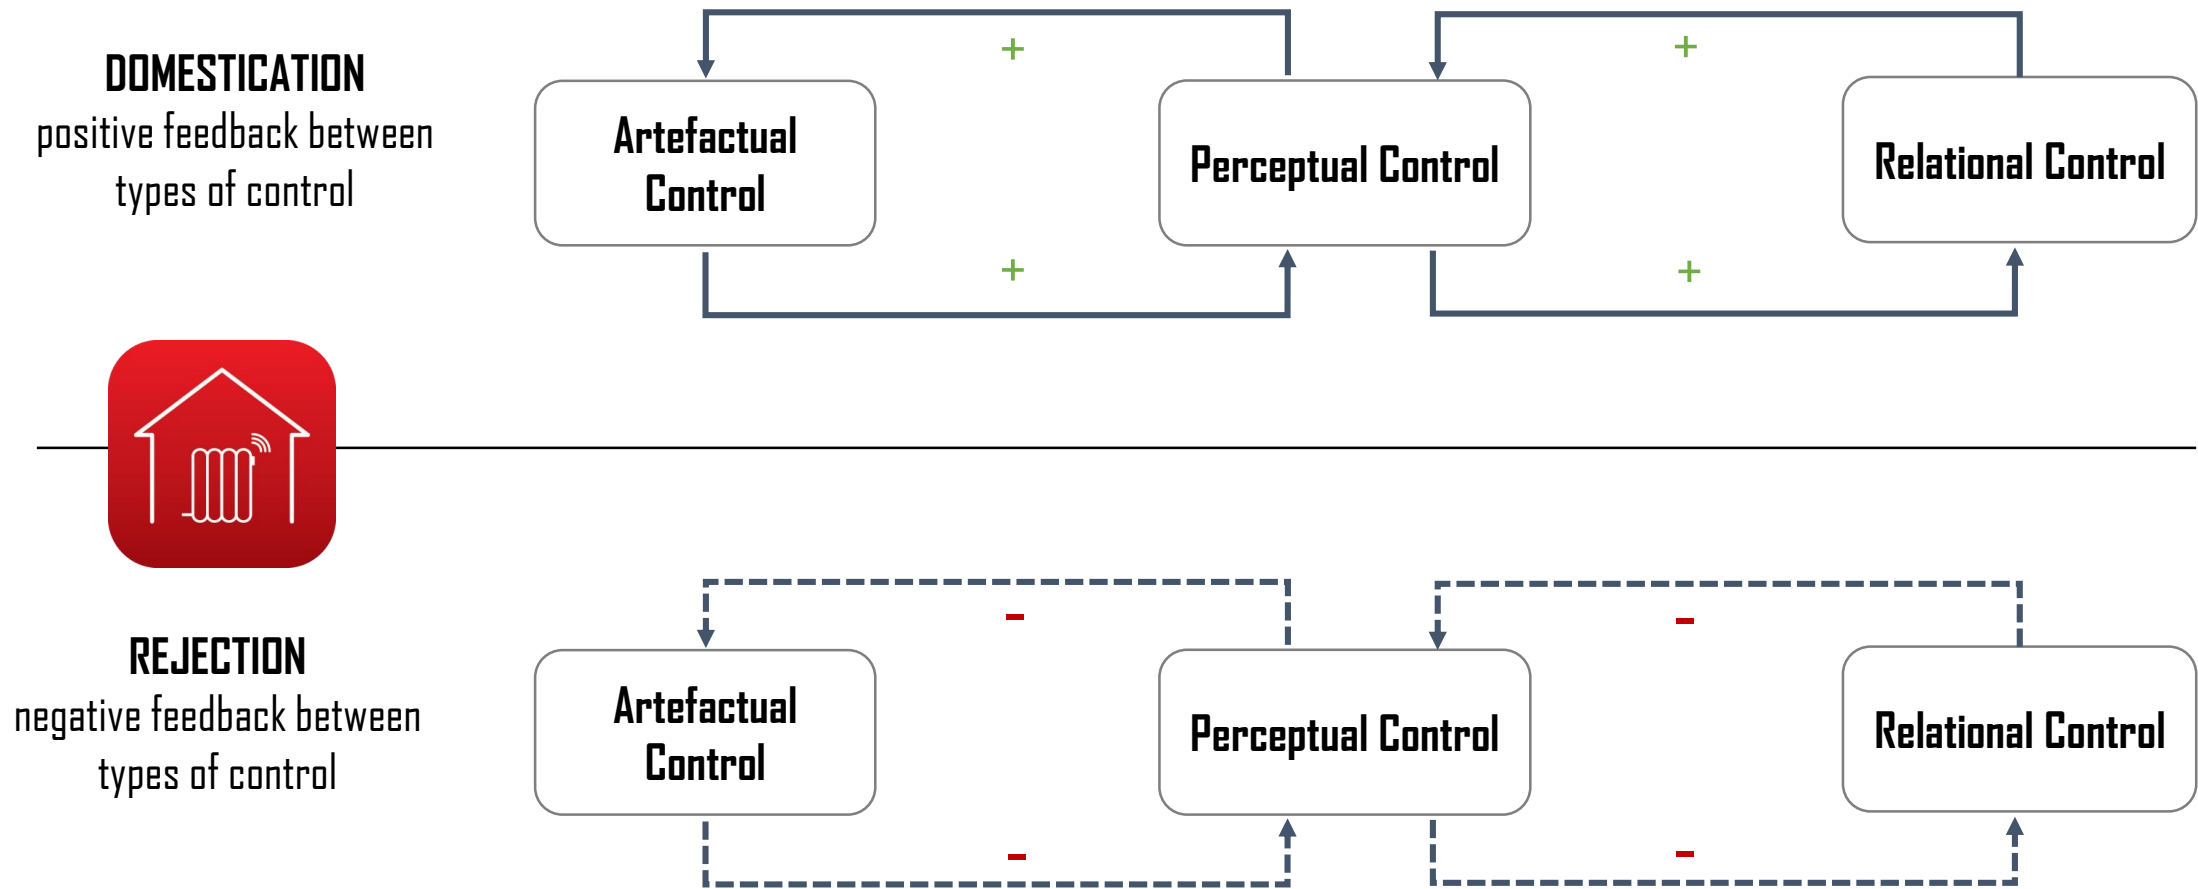 DOMESTICATION
positive feedback between
types of control
+
+
Artefactual
Control
Perceptual Control
Relational Control
+
+
REJECTION
negative feedback between
types of control
-
-
Artefactual
Control
Perceptual Control
Relational Control
-
-